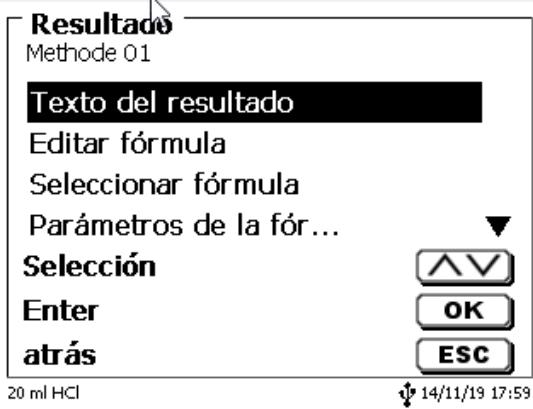 Resultado
Methode 01
Texto del resultado
Editar fórmula
Seleccionar fórmula
Parámetros de la fór...
Selección
Enter OK
atrás ESC
20 ml HCl 14/11/19 17:59